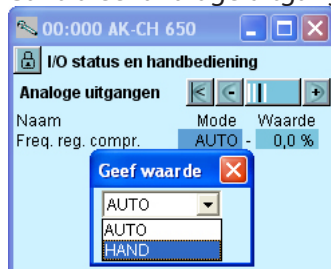 00:000 AK-CH 650
I/O status en handbediening
Analoge uitgangen
Naam Mode Waarde
Freq. reg. compr. AUTO - 0,0 %
Geef waarde
AUTO
AUTO
HAND